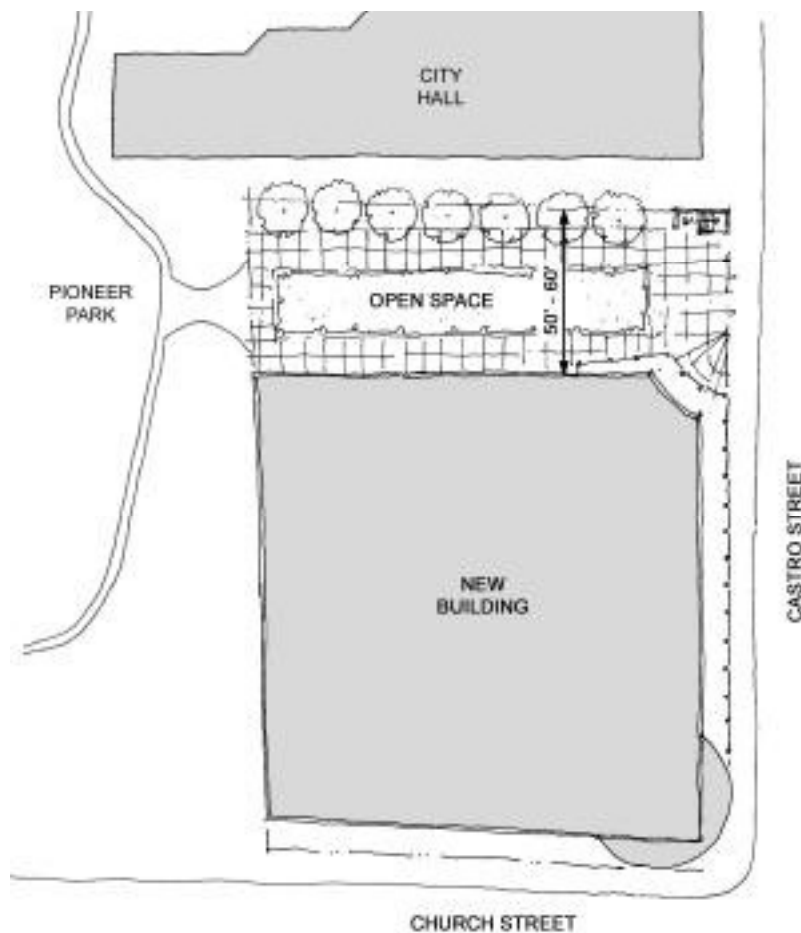 CITY
HALL
PIONEER
PARK
OPEN SPACE
50' - 60'
NEW
BUILDING
CASTRO STREET
CHURCH STREET